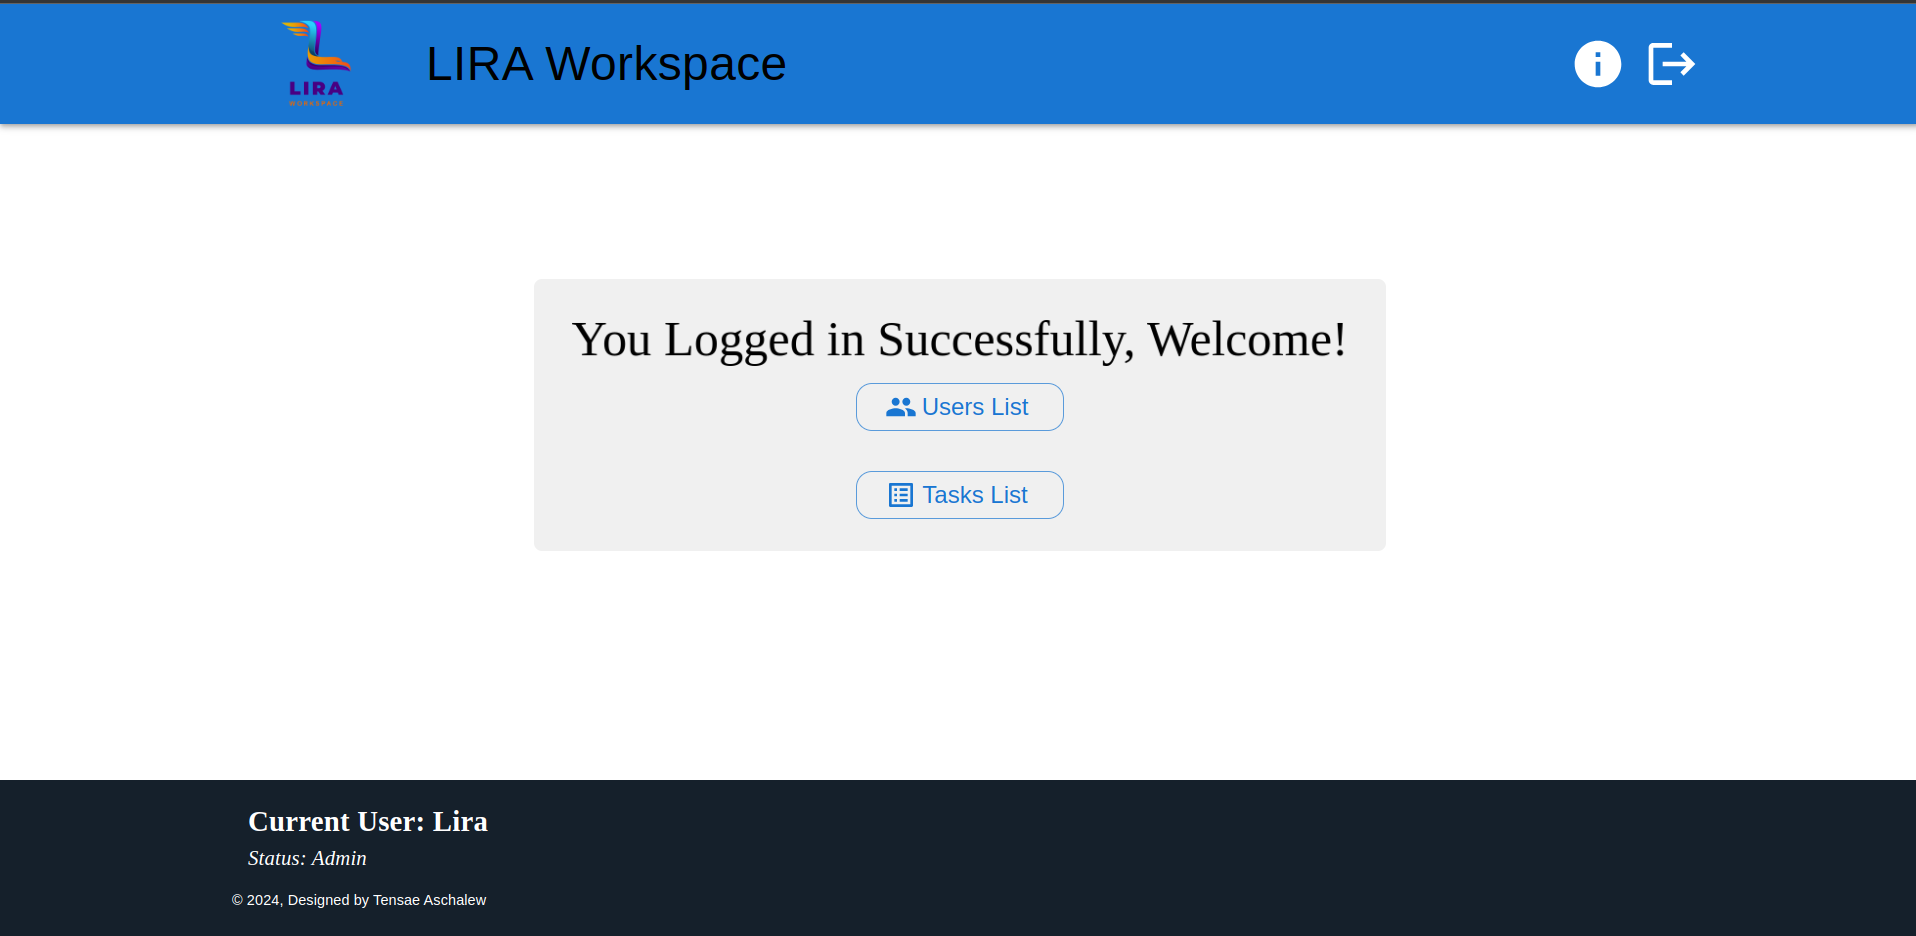 LIRA
WORKSPACE
LIRA Workspace
You Logged in Successfully, Welcome!
Users List
Tasks List
Current User: Lira
Status: Admin
© 2024, Designed by Tensae Aschalew